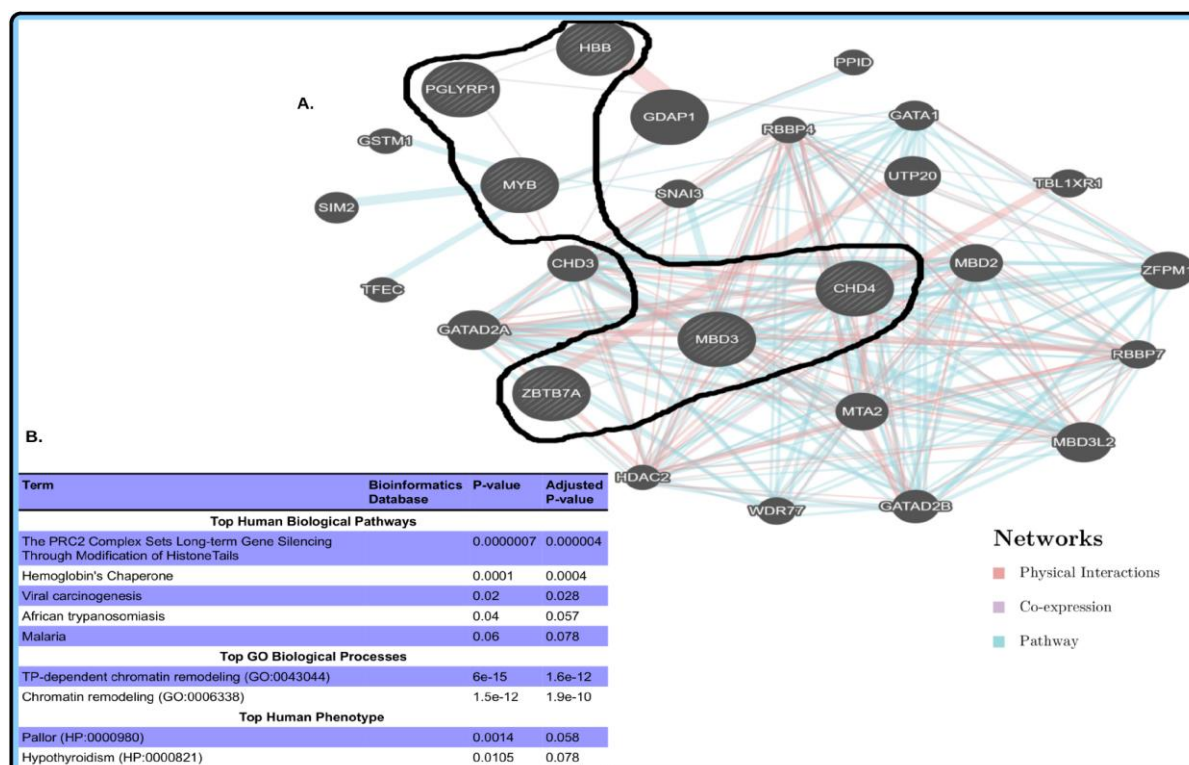 A.
HBB
PPID
PGLYRP1
GDAP1
GATA1
RBBP4
GSTM1
UTP20
TBL1XR1
MYB
SNAI3
SIM2
CHD3
MBD2
ZFPM1
CHD4
TFEC
GATAD2A
MBD3
RBBP7
ZBTB7A
MTA2
MBD3L2
HDAC2
WDR77
GATAD2B
Networks
Physical Interactions
Co-expression
Pathway
B.
Term Bioinformatics Database P-value Adjusted P-value
Top Human Biological Pathways
The PRC2 Complex Sets Long-term Gene Silencing
Through Modification of HistoneTails 0.0000007 0.000004
Hemoglobin's Chaperone 0.0001 0.0004
Viral carcinogenesis 0.02 0.028
African trypanosomiasis 0.04 0.057
Malaria 0.06 0.078
Top GO Biological Processes
TP-dependent chromatin remodeling (GO:0043044) 6e-15 1.6e-12
Chromatin remodeling (GO:0006338) 1.5e-12 1.9e-10
Top Human Phenotype
Pallor (HP:0000980) 0.0014 0.058
Hypothyroidism (HP:0000821) 0.0105 0.078